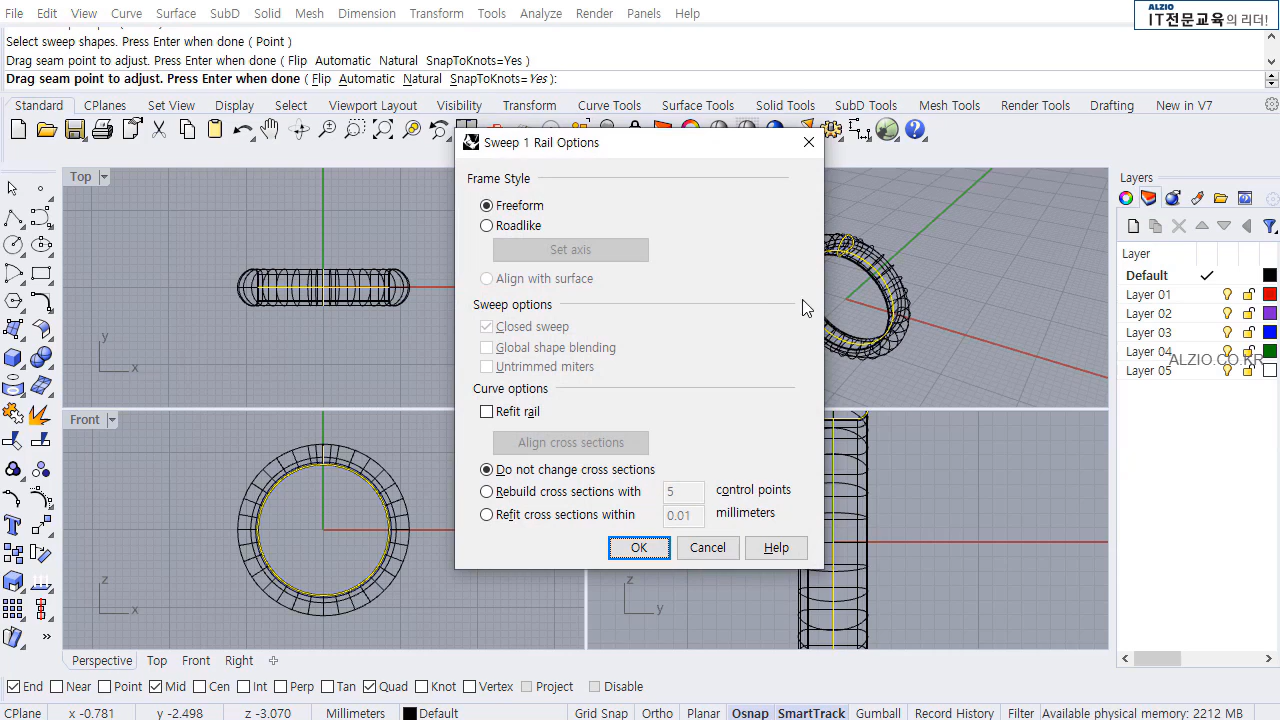 File Edit View Curve Surface SubD Solid Mesh Dimension Transform Tools Analyze Render Panels Help
ALZIO
IT전문교육의 리더!
Select sweep shapes. Press Enter when done ( Point )
Drag seam point to adjust. Press Enter when done ( Flip Automatic Natural SnapToKnots=Yes )
Drag seam point to adjust. Press Enter when done ( Flip Automatic Natural SnapToKnots=Yes ):
Standard CPlanes Set View Display Select Viewport Layout Visibility Transform Curve Tools Surface Tools Solid Tools SubD Tools Mesh Tools Render Tools Drafting New in V7
Sweep 1 Rail Options
Top
Frame Style
Freeform
Roadlike
Set axis
Align with surface
Sweep options
Closed sweep
Global shape blending
Untrimmed miters
Curve options
Refit rail
Align cross sections
Do not change cross sections
Rebuild cross sections with 5 control points
Refit cross sections within 0.01 millimeters
OK Cancel Help
y
x
Front
z
x
z
y
Layers
Layer
Default
Layer 01
Layer 02
Layer 03
Layer 04
ALZIO.CO.KR
Layer 05
Perspective Top Front Right
End Near Point Mid Cen Int Perp Tan Quad Knot Vertex Project Disable
CPlane x -0.781 y -2.498 z -3.070 Millimeters Default Grid Snap Ortho Planar Osnap SmartTrack Gumball Record History Filter Available physical memory: 2212 MB